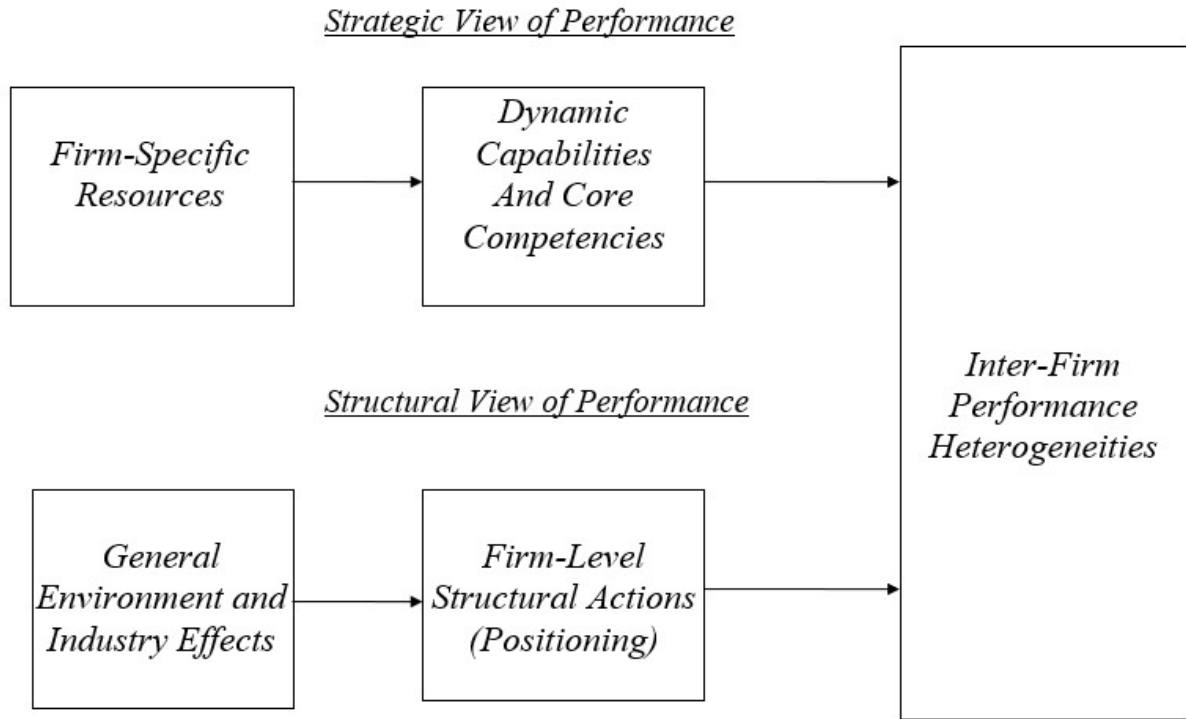 Strategic View of Performance
Firm-Specific
Resources
Dynamic
Capabilities
And Core
Competencies
Inter-Firm
Performance
Heterogeneities
Structural View of Performance
General
Environment and
Industry Effects
Firm-Level
Structural Actions
(Positioning)